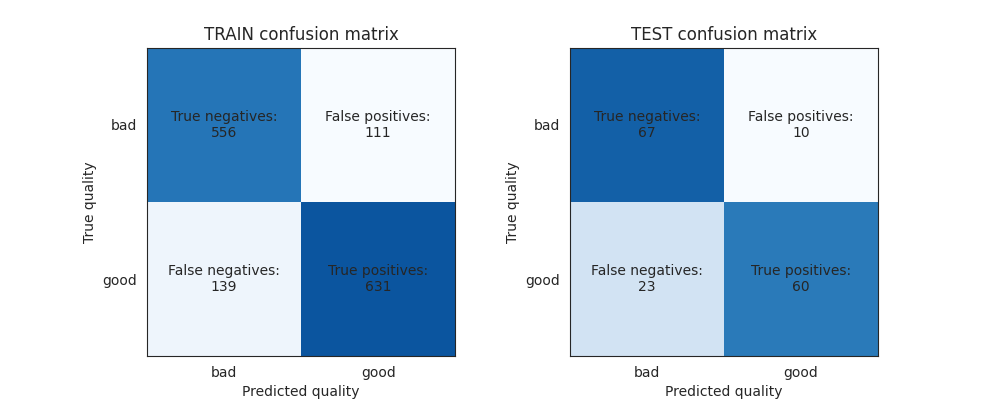 TRAIN confusion matrix
True quality
bad
good
True negatives:
556
False positives:
111
False negatives:
139
True positives:
631
bad
good
Predicted quality
TEST confusion matrix
True quality
bad
good
True negatives:
67
False positives:
10
False negatives:
23
True positives:
60
bad
good
Predicted quality